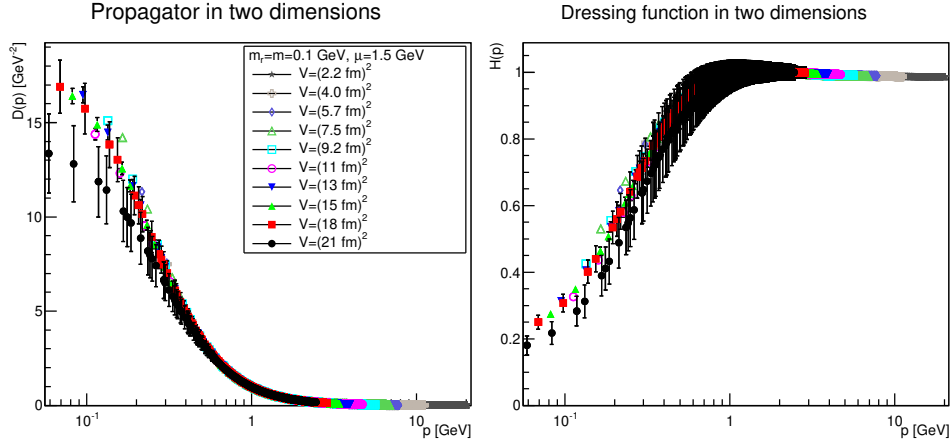 Propagator in two dimensions
D(p) [GeV⁻²]
15
10
5
0
m_r=m=0.1 GeV, μ=1.5 GeV
V=(2.2 fm)²
V=(4.0 fm)²
V=(5.7 fm)²
V=(7.5 fm)²
V=(9.2 fm)²
V=(11 fm)²
V=(13 fm)²
V=(15 fm)²
V=(18 fm)²
V=(21 fm)²
10⁻¹
1
10
p [GeV]
Dressing function in two dimensions
H(p)
1
0.8
0.6
0.4
0.2
0
10⁻¹
1
10
p [GeV]